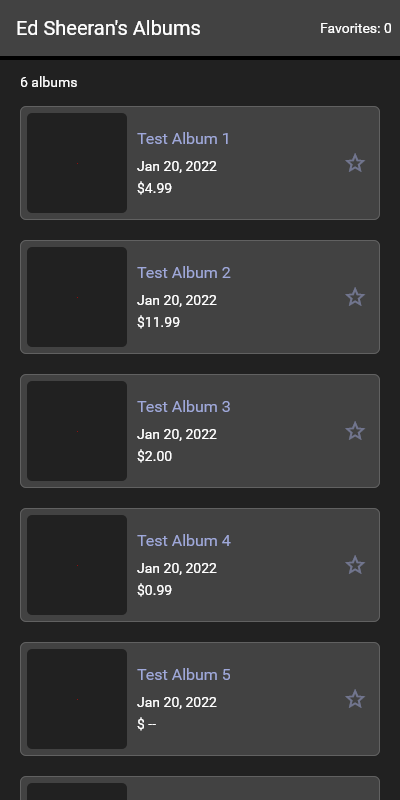 Ed Sheeran's Albums
Favorites: 0
6 albums
Test Album 1
Jan 20, 2022
$4.99
Test Album 2
Jan 20, 2022
$11.99
Test Album 3
Jan 20, 2022
$2.00
Test Album 4
Jan 20, 2022
$0.99
Test Album 5
Jan 20, 2022
$ --